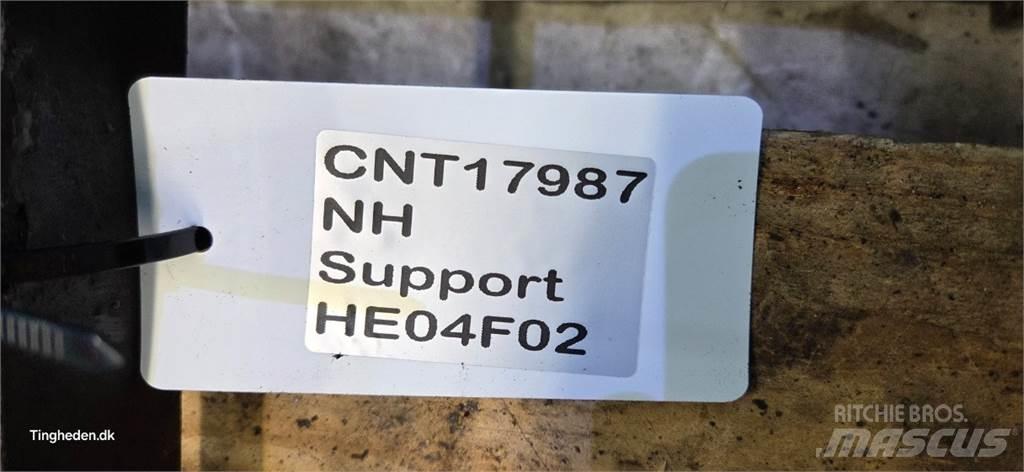 CNT17987
NH
Support
HE04F02
Tingheden.dk
RITCHIE BROS.
MASCUS